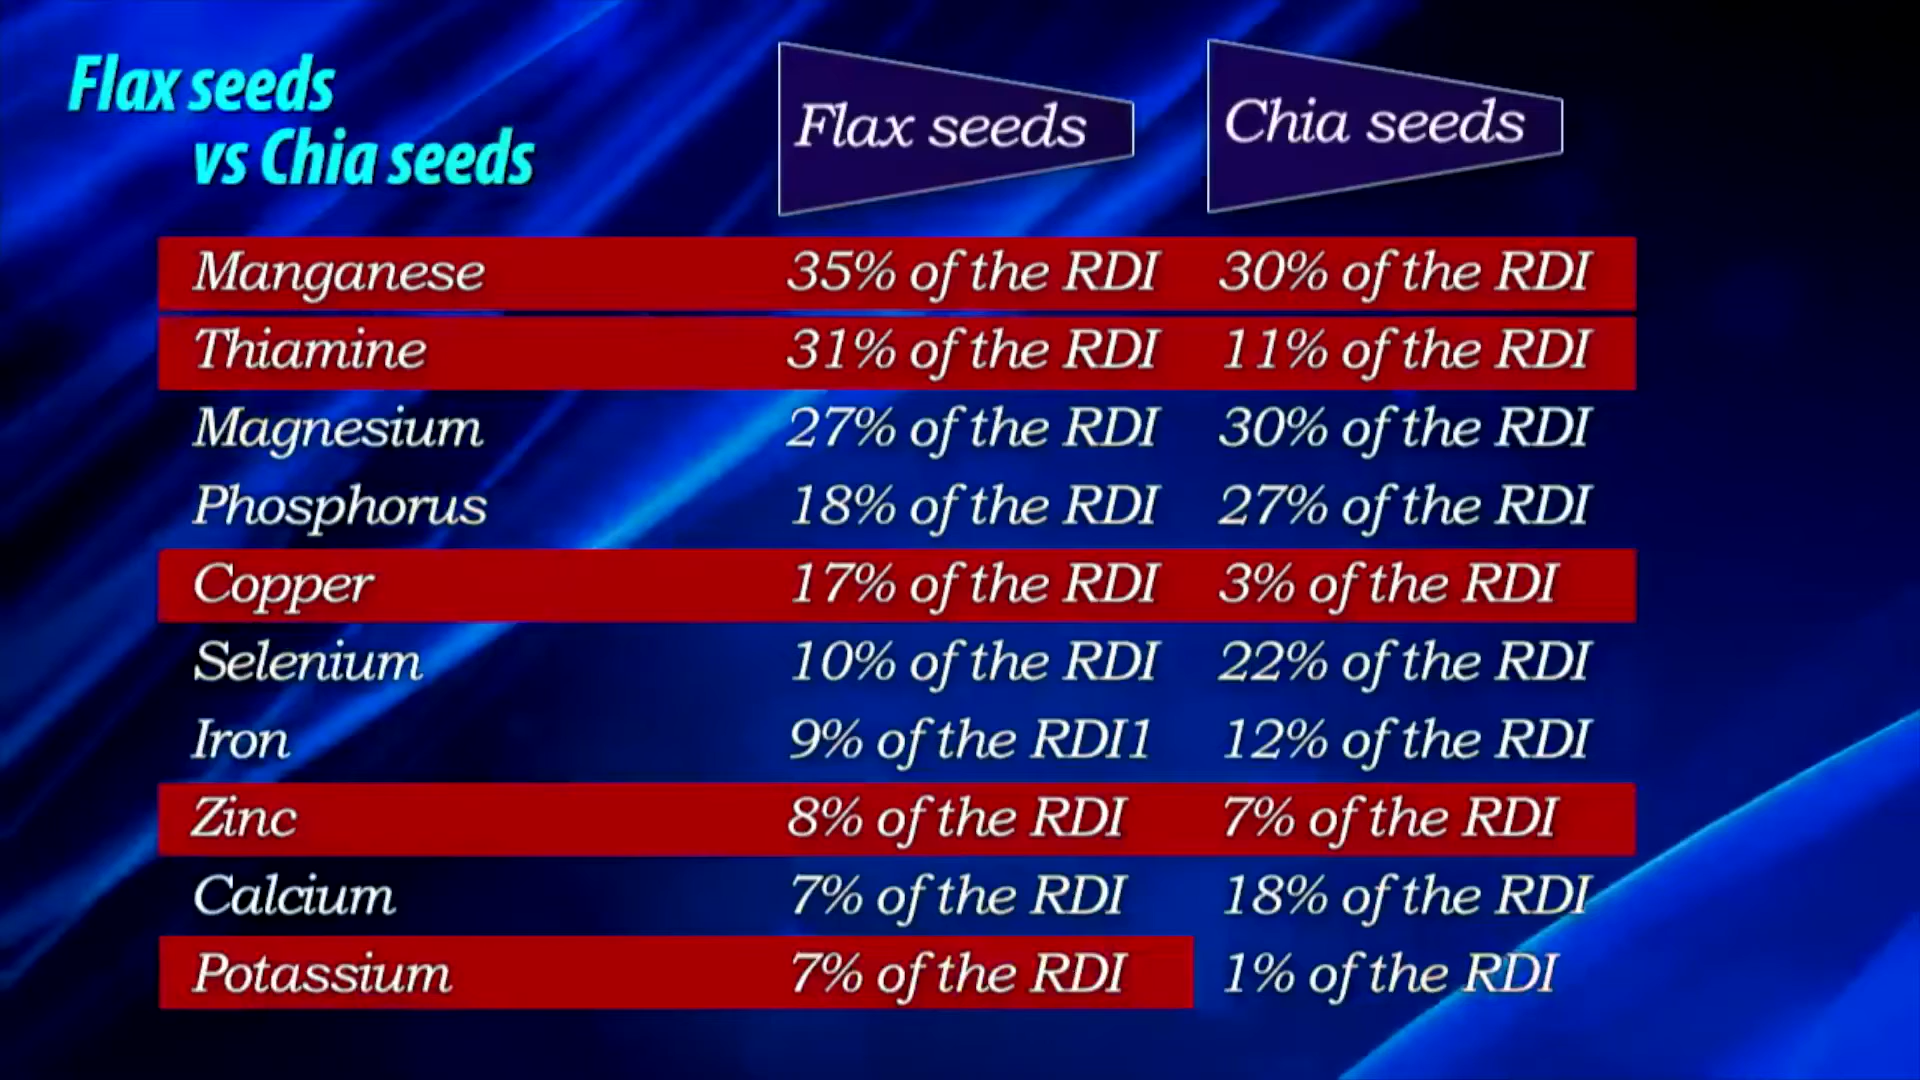 Flax seeds
vs Chia seeds
Flax seeds Chia seeds
Manganese 35% of the RDI 30% of the RDI
Thiamine 31% of the RDI 11% of the RDI
Magnesium 27% of the RDI 30% of the RDI
Phosphorus 18% of the RDI 27% of the RDI
Copper 17% of the RDI 3% of the RDI
Selenium 10% of the RDI 22% of the RDI
Iron 9% of the RDI1 12% of the RDI
Zinc 8% of the RDI 7% of the RDI
Calcium 7% of the RDI 18% of the RDI
Potassium 7% of the RDI 1% of the RDI